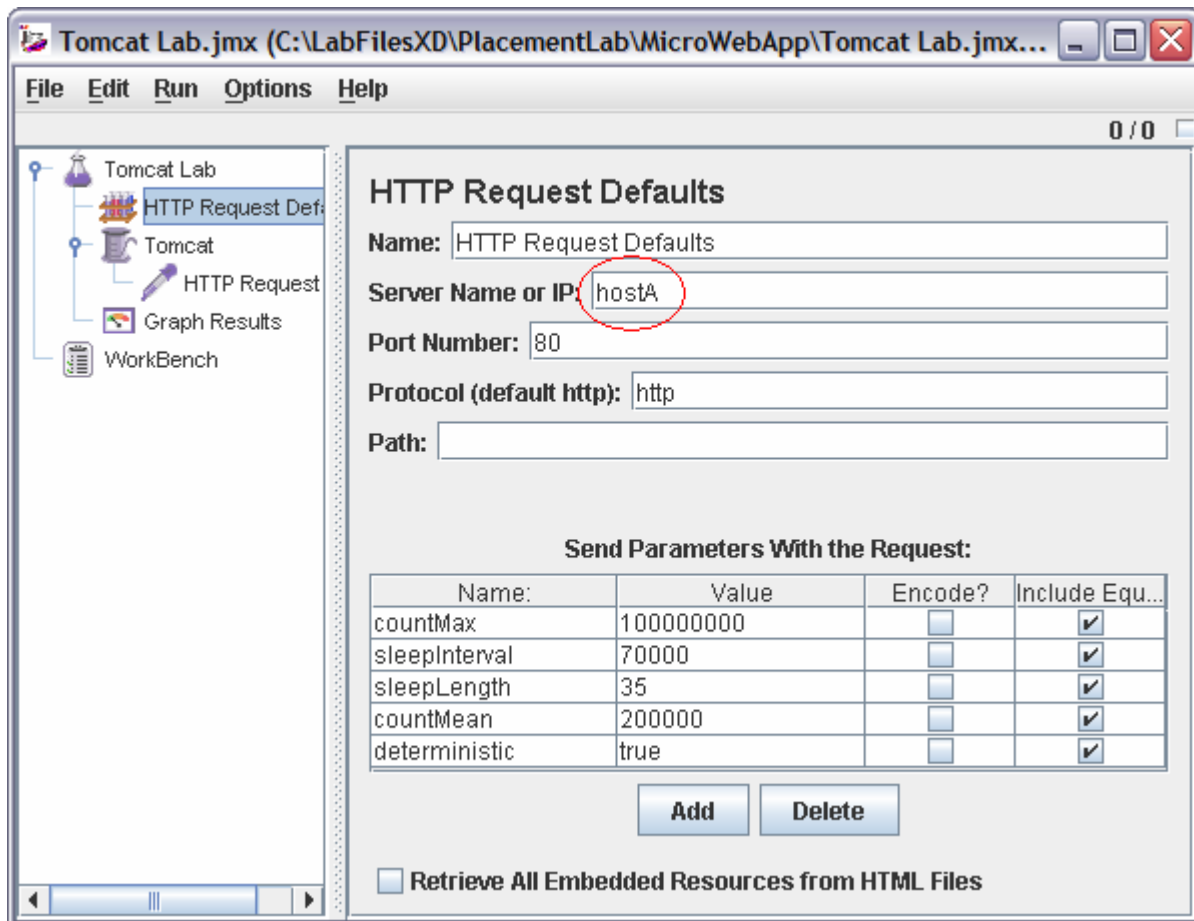 Tomcat Lab.jmx (C:\LabFilesXD\PlacementLab\MicroWebApp\Tomcat Lab.jmx...
File Edit Run Options Help
0 / 0
Tomcat Lab
HTTP Request Defa
Tomcat
HTTP Request
Graph Results
WorkBench
HTTP Request Defaults
Name: HTTP Request Defaults
Server Name or IP: hostA
Port Number: 80
Protocol (default http): http
Path:
Send Parameters With the Request:
Name: Value Encode? Include Equ...
countMax 100000000
sleepInterval 70000
sleepLength 35
countMean 200000
deterministic true
Add Delete
Retrieve All Embedded Resources from HTML Files